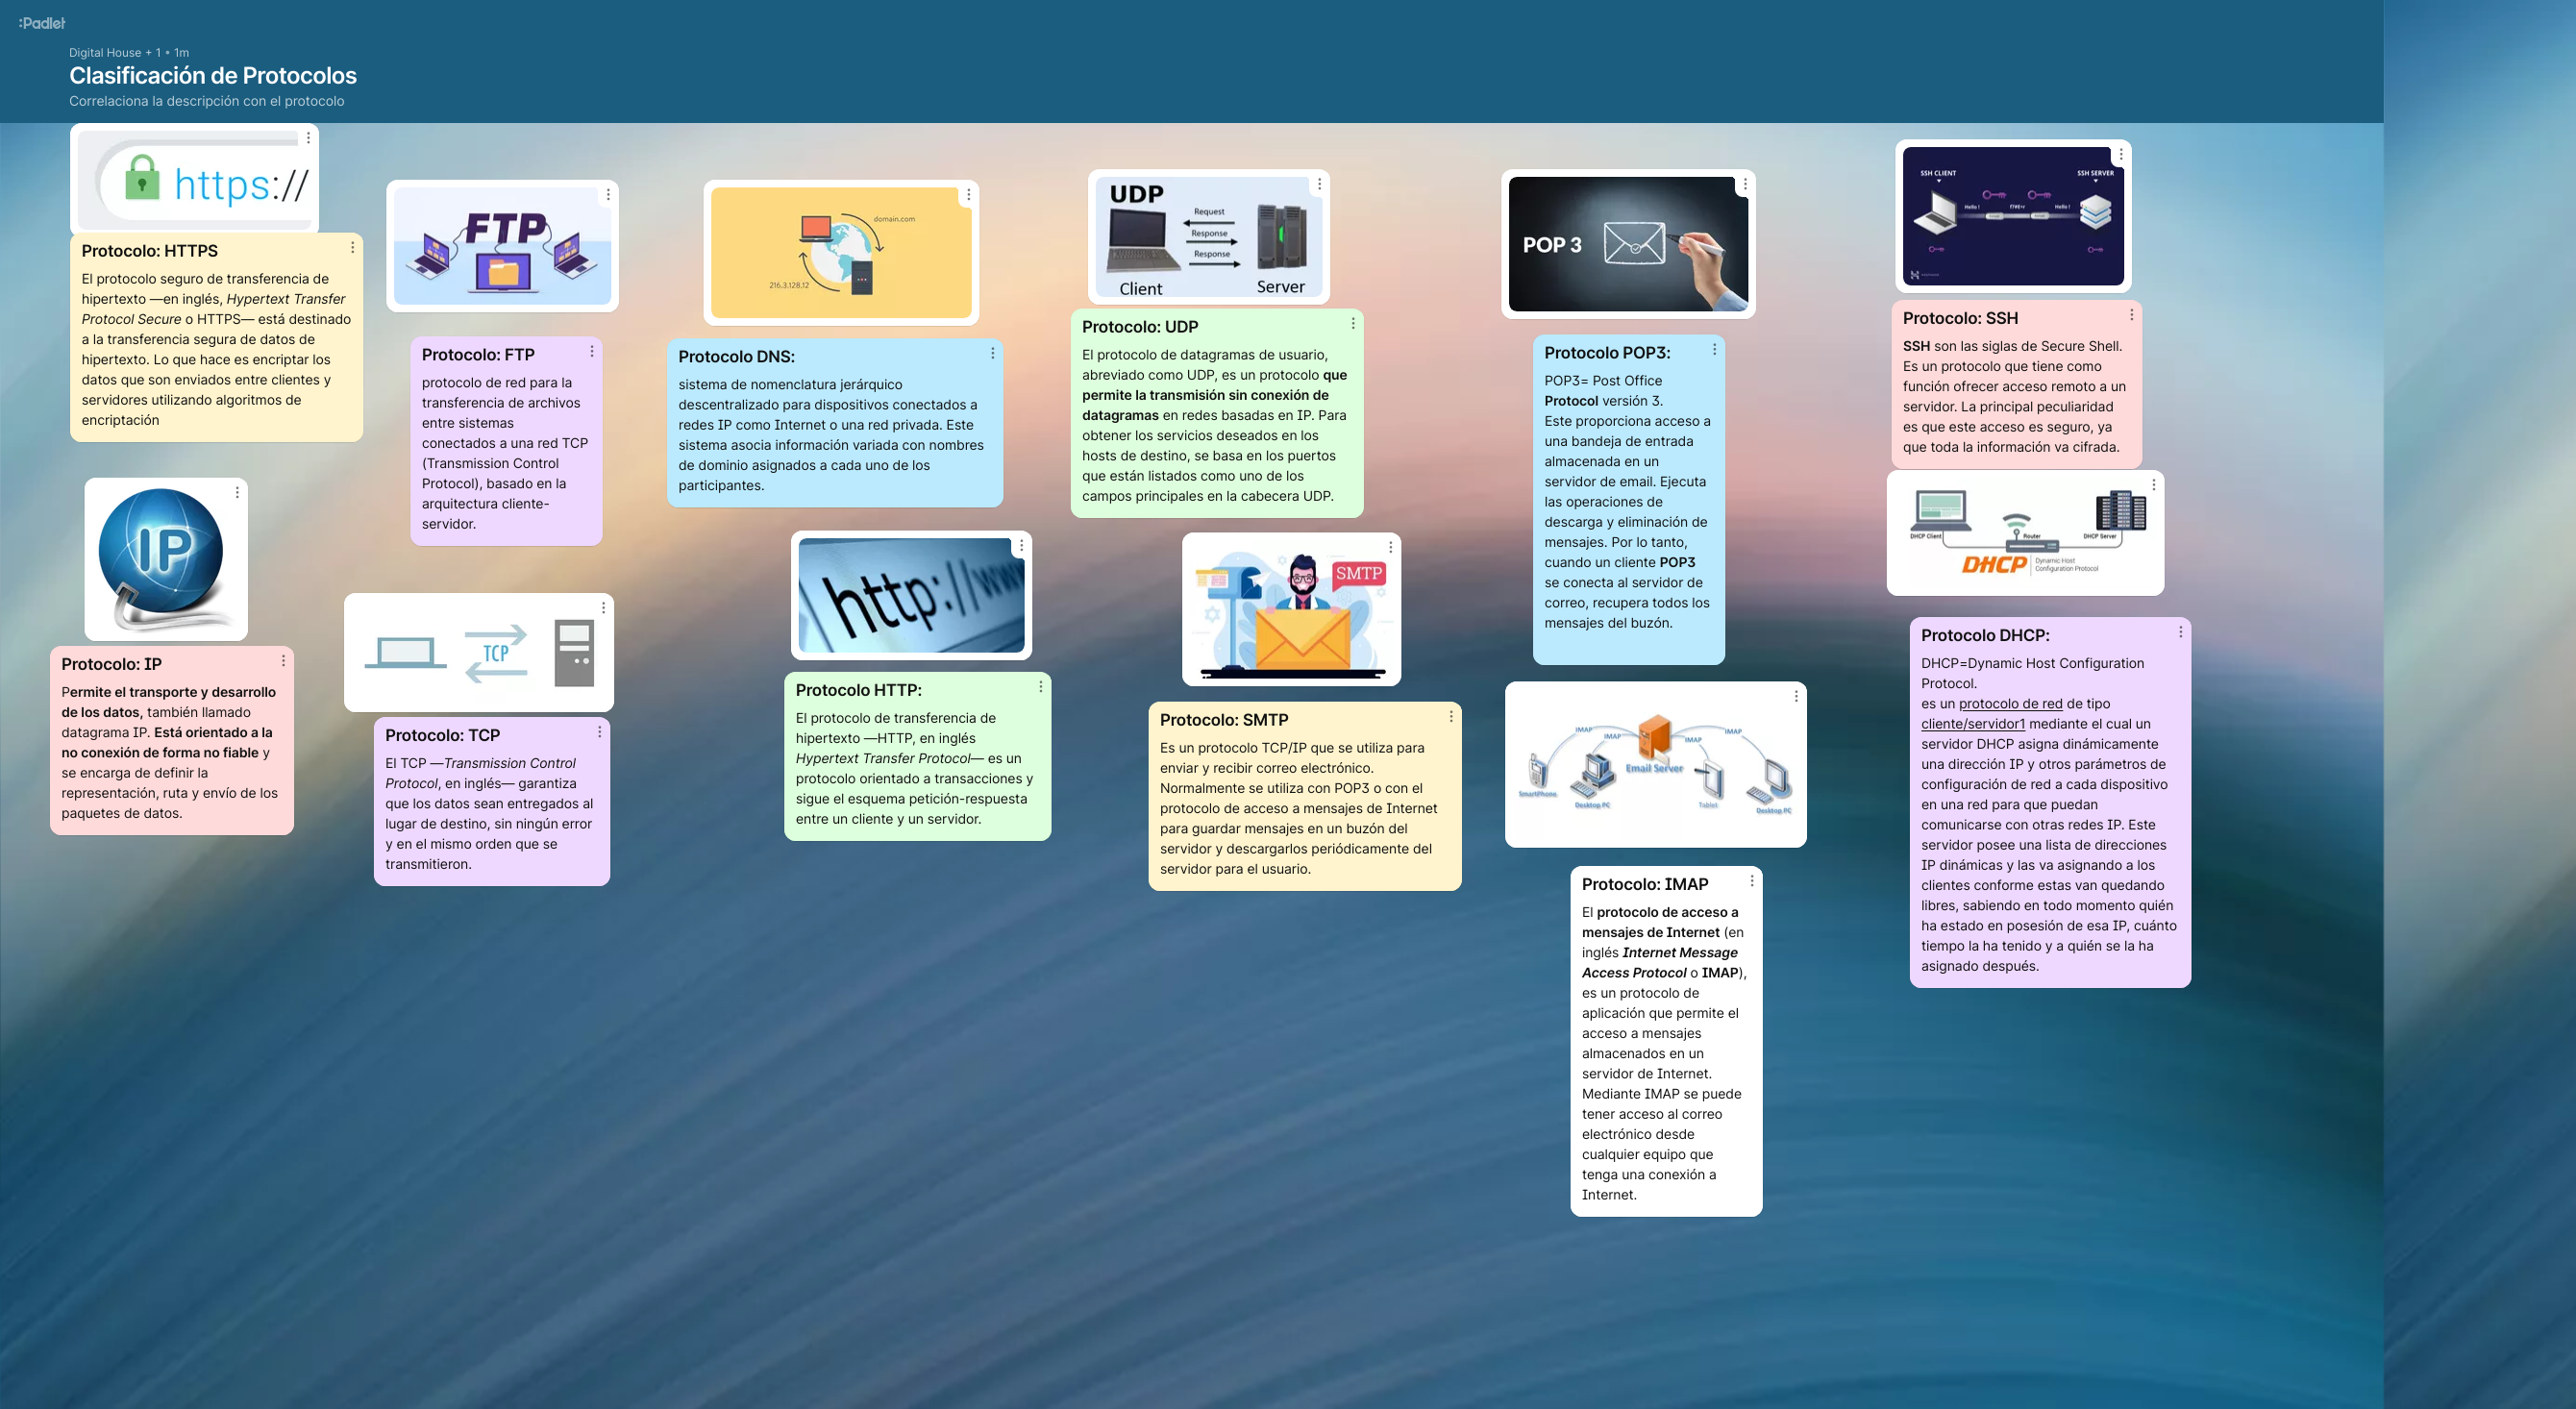 :Padlet
Digital House + 1 • 1m
Clasificación de Protocolos
Correlaciona la descripción con el protocolo
https://
Protocolo: HTTPS
El protocolo seguro de transferencia de
hipertexto —en inglés, Hypertext Transfer
Protocol Secure o HTTPS— está destinado
a la transferencia segura de datos de
hipertexto. Lo que hace es encriptar los
datos que son enviados entre clientes y
servidores utilizando algoritmos de
encriptación
IP
Protocolo: IP
Permite el transporte y desarrollo
de los datos, también llamado
datagrama IP. Está orientado a la
no conexión de forma no fiable y
se encarga de definir la
representación, ruta y envío de los
paquetes de datos.
FTP
Protocolo: FTP
protocolo de red para la
transferencia de archivos
entre sistemas
conectados a una red TCP
(Transmission Control
Protocol), basado en la
arquitectura cliente-
servidor.
TCP
Protocolo: TCP
El TCP —Transmission Control
Protocol, en inglés— garantiza
que los datos sean entregados al
lugar de destino, sin ningún error
y en el mismo orden que se
transmitieron.
domain.com
216.3.128.12
Protocolo DNS:
sistema de nomenclatura jerárquico
descentralizado para dispositivos conectados a
redes IP como Internet o una red privada. Este
sistema asocia información variada con nombres
de dominio asignados a cada uno de los
participantes.
http://www
Protocolo HTTP:
El protocolo de transferencia de
hipertexto —HTTP, en inglés
Hypertext Transfer Protocol— es un
protocolo orientado a transacciones y
sigue el esquema petición-respuesta
entre un cliente y un servidor.
UDP
Request
Response
Response
Client
Server
Protocolo: UDP
El protocolo de datagramas de usuario,
abreviado como UDP, es un protocolo que
permite la transmisión sin conexión de
datagramas en redes basadas en IP. Para
obtener los servicios deseados en los
hosts de destino, se basa en los puertos
que están listados como uno de los
campos principales en la cabecera UDP.
SMTP
Protocolo: SMTP
Es un protocolo TCP/IP que se utiliza para
enviar y recibir correo electrónico.
Normalmente se utiliza con POP3 o con el
protocolo de acceso a mensajes de Internet
para guardar mensajes en un buzón del
servidor y descargarlos periódicamente del
servidor para el usuario.
POP 3
Protocolo POP3:
POP3= Post Office
Protocol versión 3.
Este proporciona acceso a
una bandeja de entrada
almacenada en un
servidor de email. Ejecuta
las operaciones de
descarga y eliminación de
mensajes. Por lo tanto,
cuando un cliente POP3
se conecta al servidor de
correo, recupera todos los
mensajes del buzón.
IMAP
IMAP
IMAP
IMAP
Email Server
SmartPhone
Desktop PC
Tablet
Desktop PC
Protocolo: IMAP
El protocolo de acceso a
mensajes de Internet (en
inglés Internet Message
Access Protocol o IMAP),
es un protocolo de
aplicación que permite el
acceso a mensajes
almacenados en un
servidor de Internet.
Mediante IMAP se puede
tener acceso al correo
electrónico desde
cualquier equipo que
tenga una conexión a
Internet.
SSH CLIENT
SSH SERVER
Hello !
Hello !
Protocolo: SSH
SSH son las siglas de Secure Shell.
Es un protocolo que tiene como
función ofrecer acceso remoto a un
servidor. La principal peculiaridad
es que este acceso es seguro, ya
que toda la información va cifrada.
DHCP Client
Router
DHCP Server
DHCP
Dynamic Host
Configuration Protocol
Protocolo DHCP:
DHCP=Dynamic Host Configuration
Protocol.
es un protocolo de red de tipo
cliente/servidor1 mediante el cual un
servidor DHCP asigna dinámicamente
una dirección IP y otros parámetros de
configuración de red a cada dispositivo
en una red para que puedan
comunicarse con otras redes IP. Este
servidor posee una lista de direcciones
IP dinámicas y las va asignando a los
clientes conforme estas van quedando
libres, sabiendo en todo momento quién
ha estado en posesión de esa IP, cuánto
tiempo la ha tenido y a quién se la ha
asignado después.